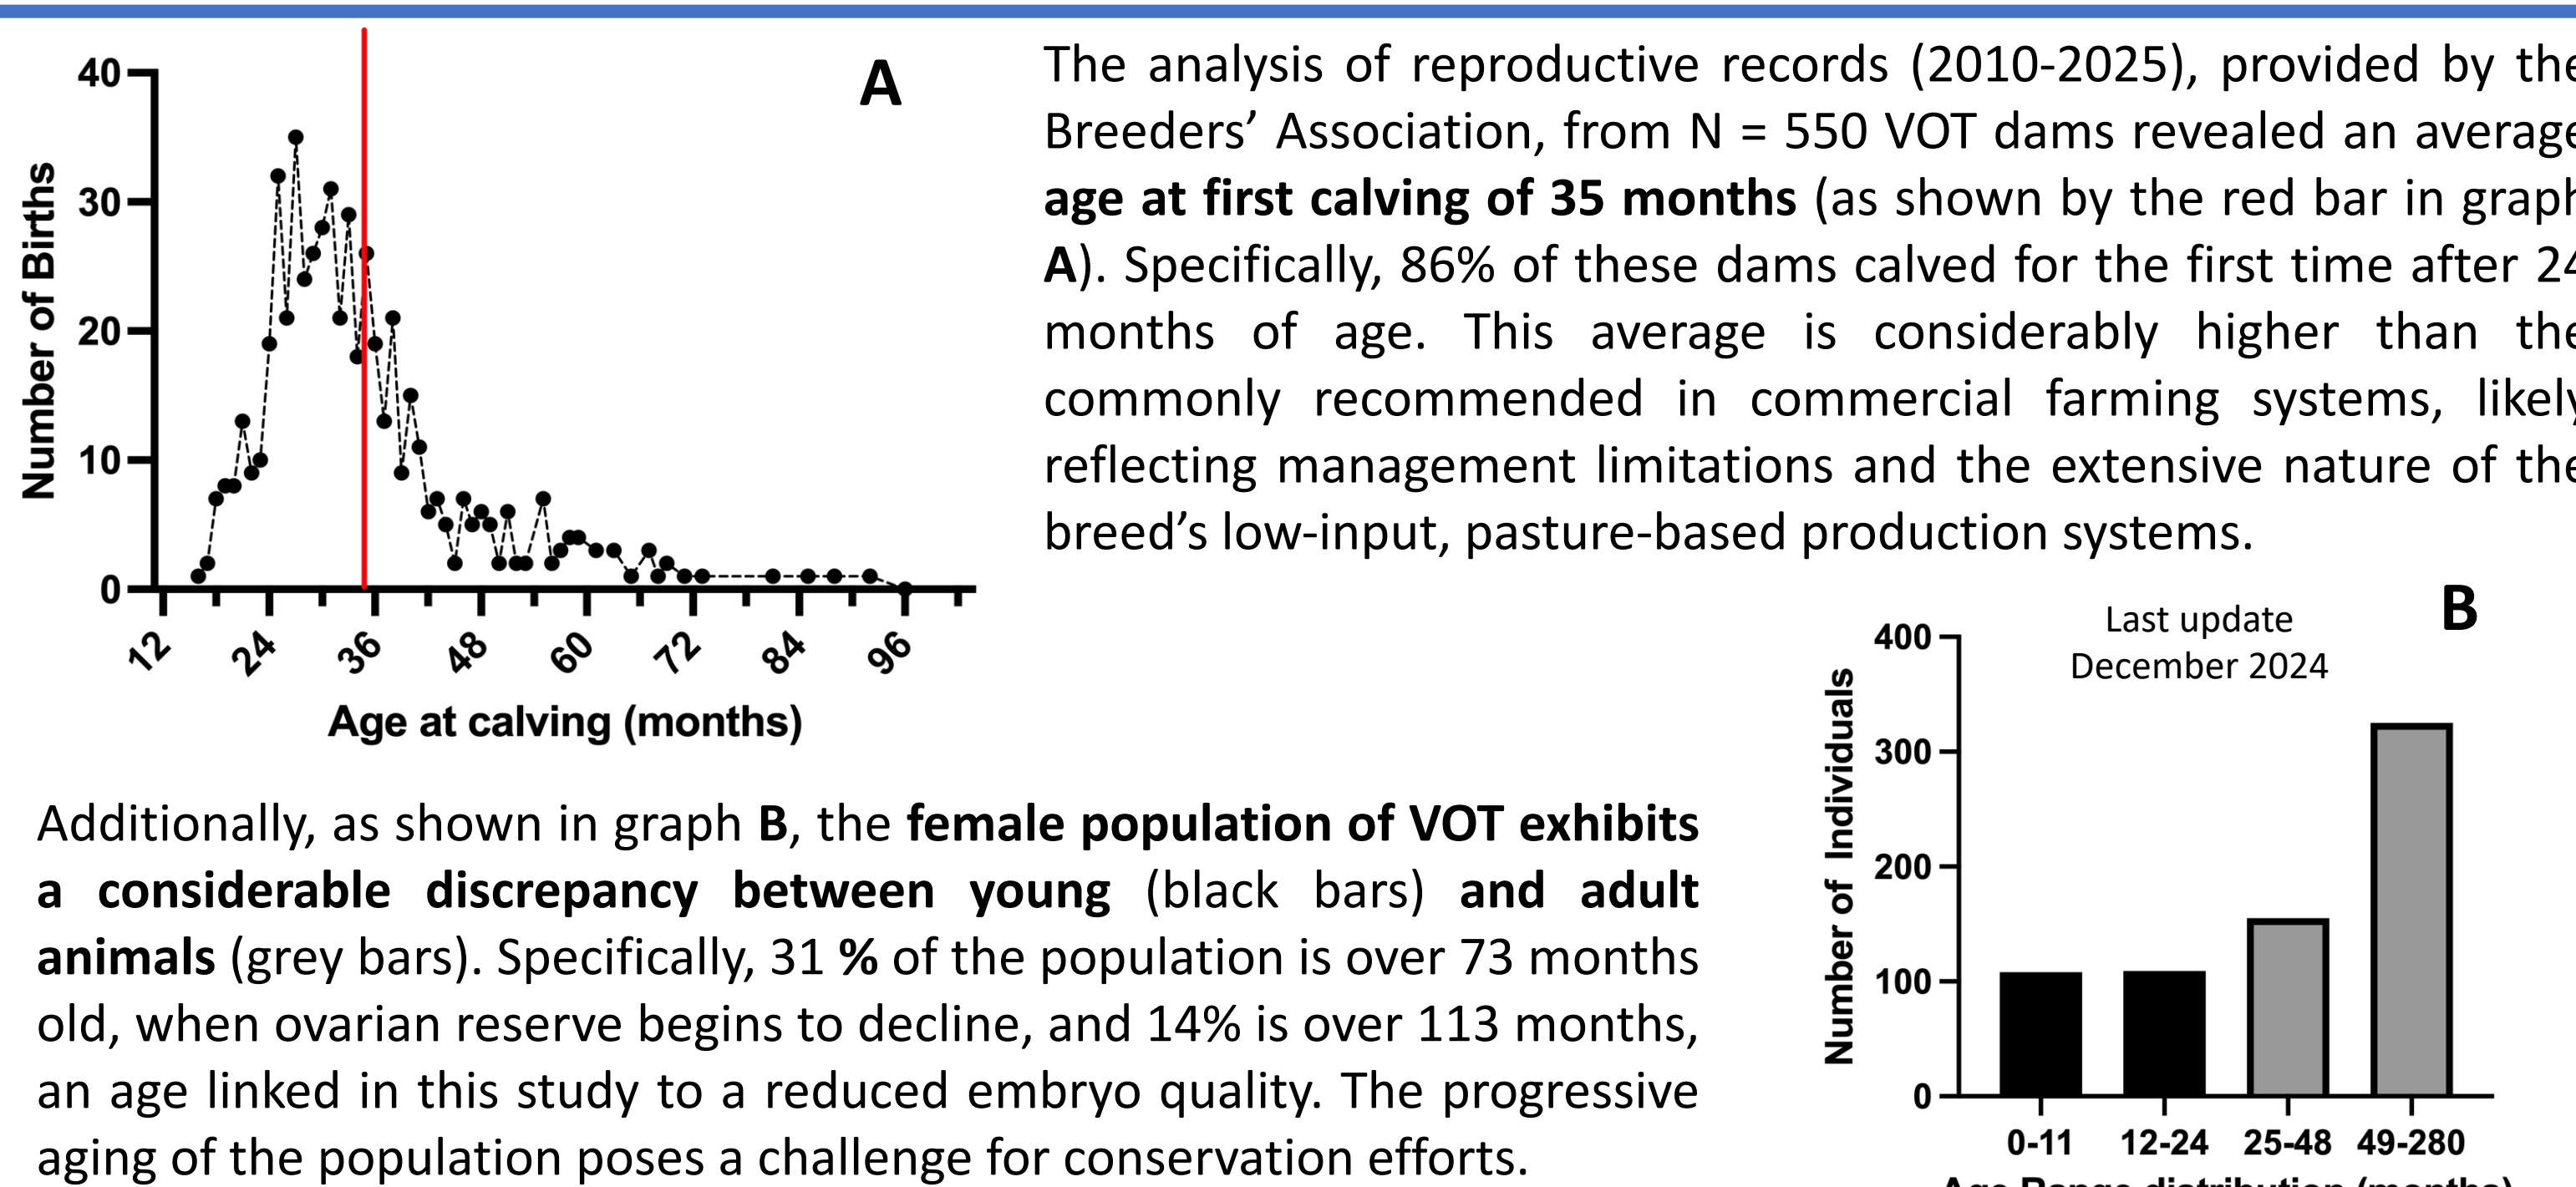 A
40
30
20
10
0
Number of Births
12
24
36
48
60
72
84
96
Age at calving (months)
The analysis of reproductive records (2010-2025), provided by the
Breeders' Association, from N = 550 VOT dams revealed an average
age at first calving of 35 months (as shown by the red bar in graph
A). Specifically, 86% of these dams calved for the first time after 24
months of age. This average is considerably higher than the
commonly recommended in commercial farming systems, likely
reflecting management limitations and the extensive nature of the
breed's low-input, pasture-based production systems.
Additionally, as shown in graph B, the female population of VOT exhibits
a considerable discrepancy between young (black bars) and adult
animals (grey bars). Specifically, 31 % of the population is over 73 months
old, when ovarian reserve begins to decline, and 14% is over 113 months,
an age linked in this study to a reduced embryo quality. The progressive
aging of the population poses a challenge for conservation efforts.
B
Last update
December 2024
400
300
200
100
0
Number of Individuals
0-11
12-24
25-48
49-280
Age Range distribution (months)